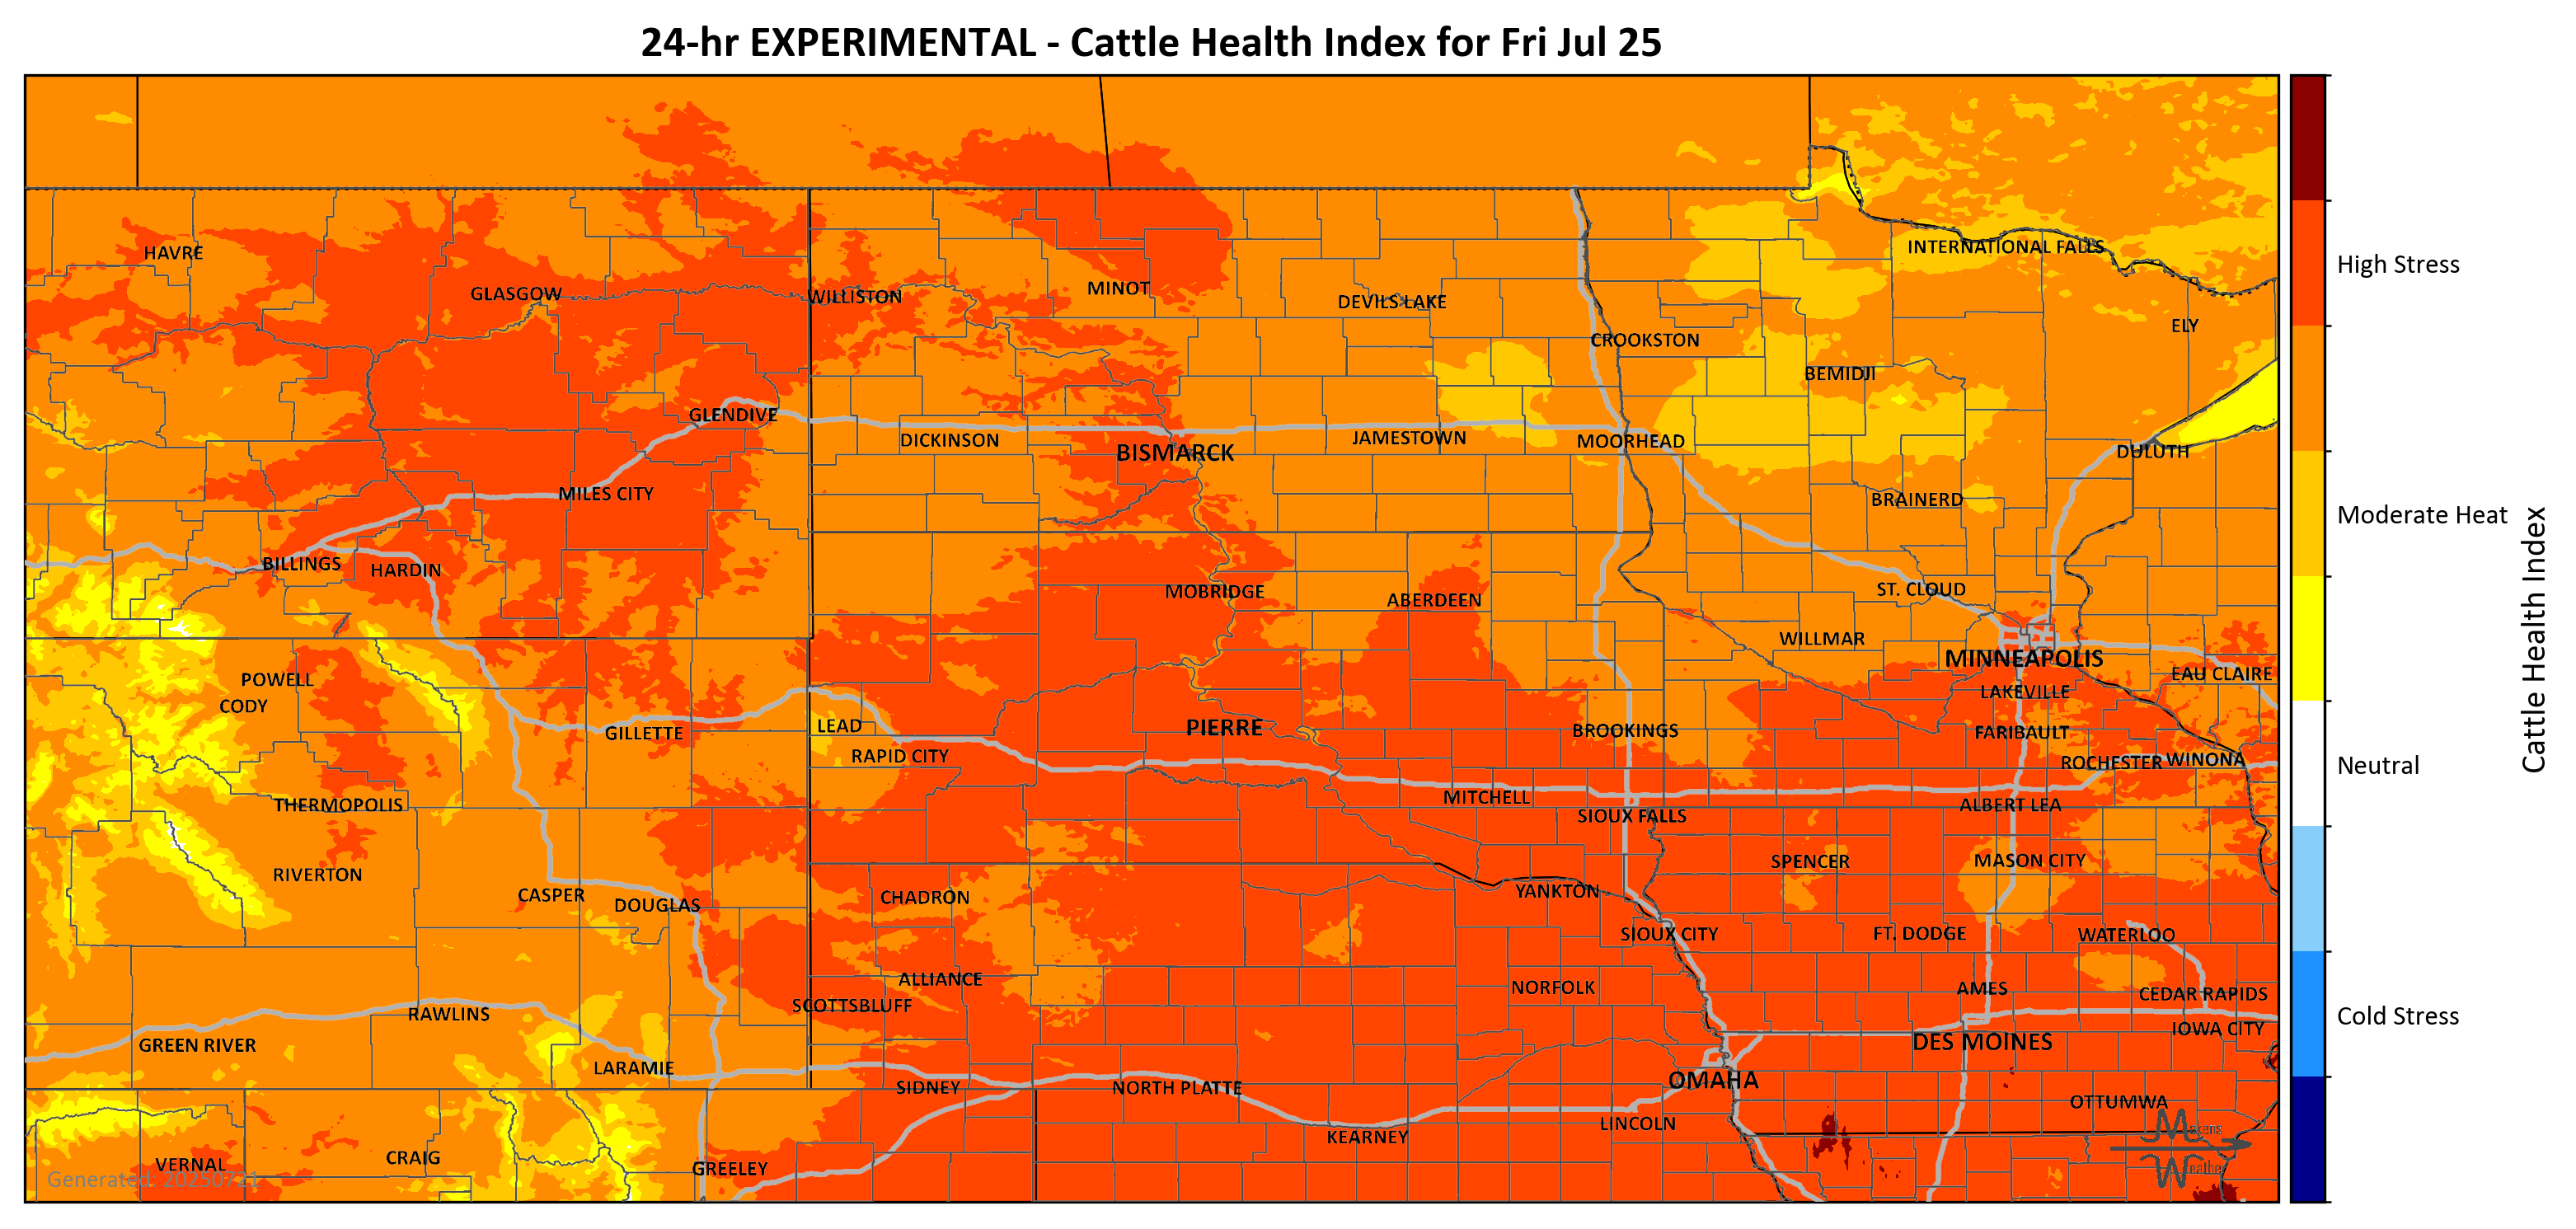 24-hr EXPERIMENTAL - Cattle Health Index for Fri Jul 25
HAVRE
GLASGOW
WILLISTON
MINOT
DEVILS LAKE
CROOKSTON
INTERNATIONAL FALLS
ELY
BEMIDJI
GLENDIVE
DICKINSON
BISMARCK
JAMESTOWN
MOORHEAD
DULUTH
MILES CITY
BRAINERD
BILLINGS
HARDIN
MOBRIDGE
ABERDEEN
ST. CLOUD
WILLMAR
MINNEAPOLIS
EAU CLAIRE
POWELL
CODY
LAKEVILLE
GILLETTE
LEAD
PIERRE
BROOKINGS
FARIBAULT
RAPID CITY
ROCHESTER
WINONA
THERMOPOLIS
MITCHELL
SIOUX FALLS
ALBERT LEA
RIVERTON
SPENCER
MASON CITY
CASPER
DOUGLAS
CHADRON
YANKTON
SIOUX CITY
FT. DODGE
WATERLOO
ALLIANCE
SCOTTSBLUFF
NORFOLK
AMES
CEDAR RAPIDS
RAWLINS
GREEN RIVER
IOWA CITY
DES MOINES
LARAMIE
SIDNEY
NORTH PLATTE
OMAHA
OTTUMWA
LINCOLN
KEARNEY
VERNAL
CRAIG
GREELEY
Generated: 20250721
Makens
Weather
High Stress
Moderate Heat
Neutral
Cold Stress
Cattle Health Index